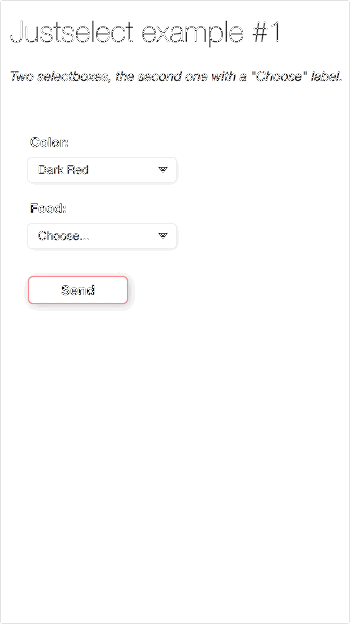 Justselect example #1
Two selectboxes, the second one with a "Choose" label.
Color:
Dark Red
Food:
Choose...
Send